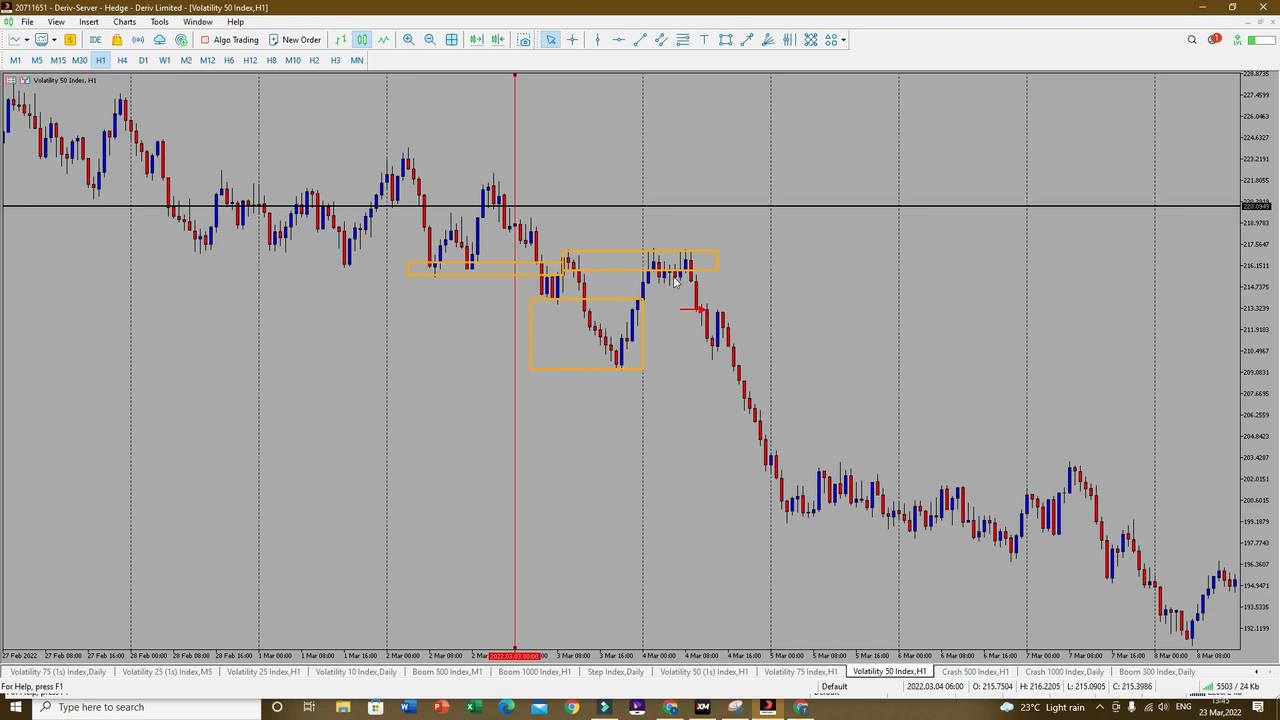 20711651 - Deriv-Server - Hedge - Deriv Limited - [Volatility 50 Index,H1]
File View Insert Charts Tools Window Help
IDE Algo Trading New Order
M1 M5 M15 M30 H1 H4 D1 W1 M2 M12 H6 H12 H8 M10 H2 H3 MN
Volatility 50 Index, H1
228.8735
227.4599
226.0463
224.6327
223.2191
221.8055
220.0949
218.9783
217.5647
216.1511
214.7375
213.3239
211.9103
210.4967
209.0831
207.6695
206.2559
204.8423
203.4287
202.0151
200.6015
199.1879
197.7743
196.3607
194.9471
193.5335
192.1199
27 Feb 2022 27 Feb 08:00 27 Feb 16:00 28 Feb 00:00 28 Feb 08:00 28 Feb 16:00 1 Mar 00:00 1 Mar 08:00 1 Mar 16:00 2 Mar 00:00 2 Mar 08:00 2 Mar 2022.03.03 00:00 3 Mar 08:00 3 Mar 16:00 4 Mar 00:00 4 Mar 08:00 4 Mar 16:00 5 Mar 00:00 5 Mar 08:00 5 Mar 16:00 6 Mar 00:00 6 Mar 08:00 6 Mar 16:00 7 Mar 00:00 7 Mar 08:00 7 Mar 16:00 8 Mar 00:00 8 Mar 08:00
Volatility 75 (1s) Index,Daily Volatility 25 (1s) Index,M5 Volatility 25 Index,H1 Volatility 10 Index,Daily Boom 500 Index,M1 Boom 1000 Index,H1 Step Index,Daily Volatility 50 (1s) Index,H1 Volatility 75 Index,H1 Volatility 50 Index,H1 Crash 500 Index,H1 Crash 1000 Index,Daily Boom 300 Index,Daily
For Help, press F1 Default 2022.03.04 06:00 O: 215.7504 H: 216.2205 L: 215.0905 C: 215.3986 5503 / 24 Kb
Type here to search 23°C Light rain 13:45
23 Mar,2022